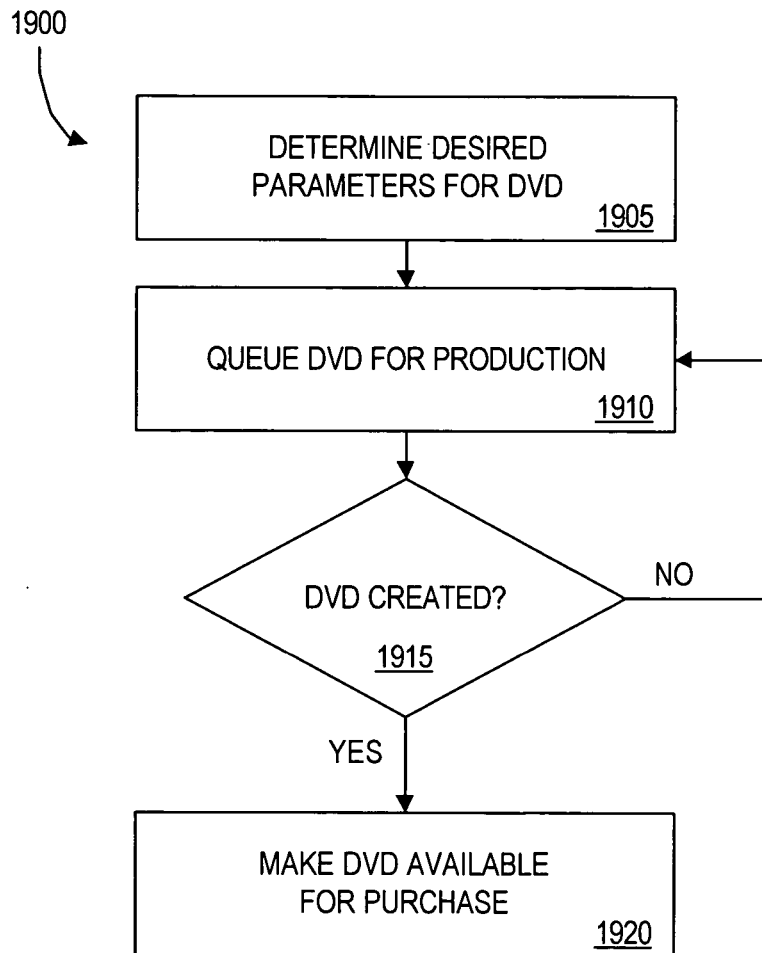 1900
DETERMINE DESIRED
PARAMETERS FOR DVD
1905
QUEUE DVD FOR PRODUCTION
1910
DVD CREATED?
1915
NO
YES
MAKE DVD AVAILABLE
FOR PURCHASE
1920